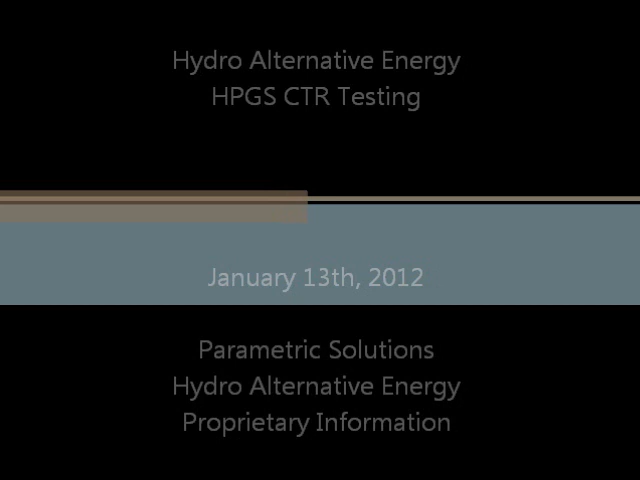 Hydro Alternative Energy
HPGS CTR Testing
January 13th, 2012
Parametric Solutions
Hydro Alternative Energy
Proprietary Information